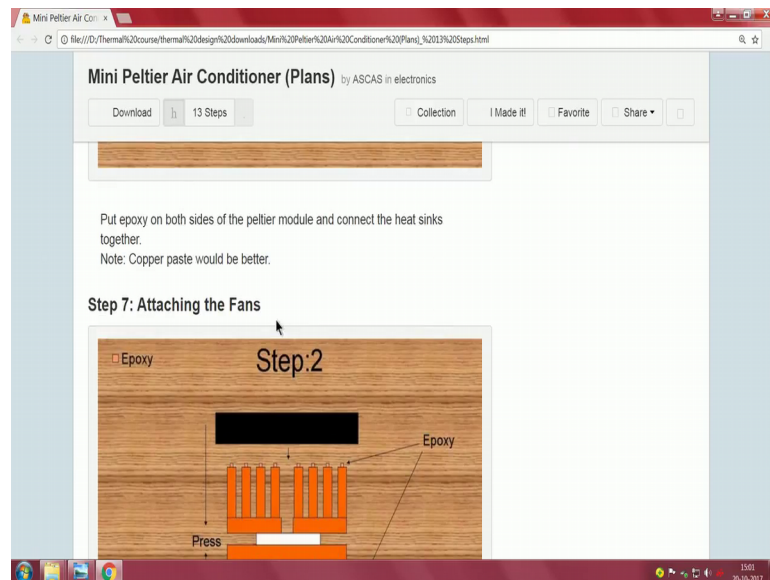 Mini Peltier Air Con
file:///D:/Thermal%20course/thermal%20design%20downloads/Mini%20Peltier%20Air%20Conditioner%20(Plans)_%2013%20Steps.html
Mini Peltier Air Conditioner (Plans) by ASCAS in electronics
Download h 13 Steps Collection I Made it! Favorite Share
Put epoxy on both sides of the peltier module and connect the heat sinks
together.
Note: Copper paste would be better.
Step 7: Attaching the Fans
Epoxy Step:2
Epoxy
Press
15:01
20-10-2017